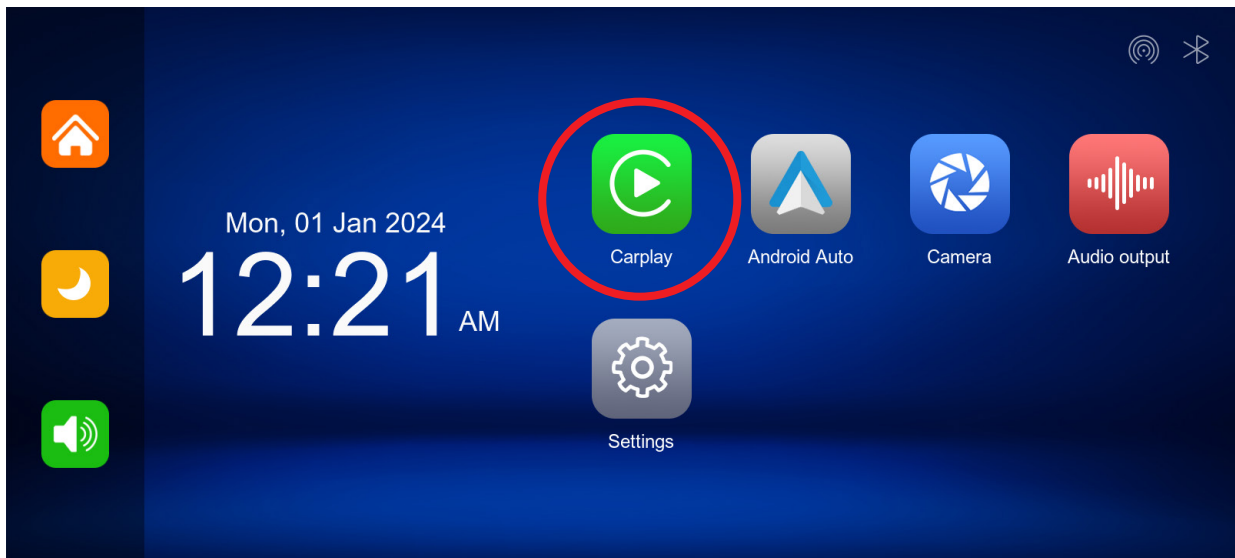 Mon, 01 Jan 2024
12:21 AM
Carplay
Android Auto
Camera
Audio output
Settings